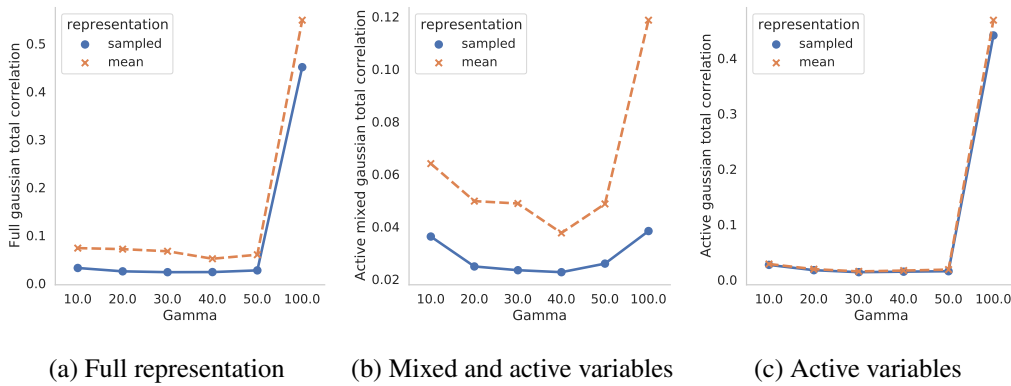 Full gaussian total correlation
0.5
0.4
0.3
0.2
0.1
0.0
representation
sampled
mean
10.0 20.0 30.0 40.0 50.0 100.0
Gamma
(a) Full representation
Active mixed gaussian total correlation
0.12
0.10
0.08
0.06
0.04
0.02
representation
sampled
mean
10.0 20.0 30.0 40.0 50.0 100.0
Gamma
(b) Mixed and active variables
Active gaussian total correlation
0.4
0.3
0.2
0.1
0.0
representation
sampled
mean
10.0 20.0 30.0 40.0 50.0 100.0
Gamma
(c) Active variables